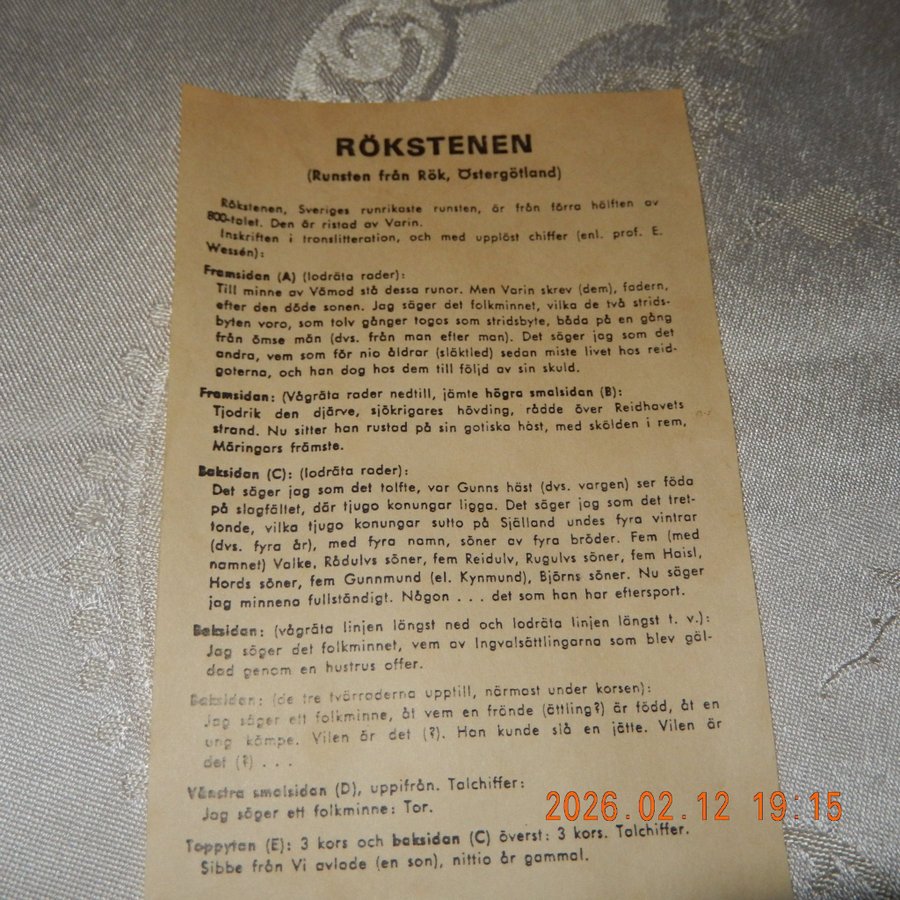 RÖKSTENEN
(Runsten från Rök, Östergötland)
Rökstenen, Sveriges runrikaste runsten, är från förra hälften av
800-talet. Den är ristad av Varin.
Inskriften i translitteration, och med upplöst chiffer (enl. prof. E.
Wessén):
Framsidan (A) (lodräta rader):
Till minne av Vämod stå dessa runor. Men Varin skrev (dem), fadern,
efter den döde sonen. Jag säger det folkminnet, vilka de två strids-
byten voro, som tolv gånger togos som stridsbyte, båda på en gång
från ömse män (dvs. från man efter man). Det säger jag som det
andra, vem som för nio åldrar (släktled) sedan miste livet hos reid-
goterna, och han dog hos dem till följd av sin skuld.
Framsidan: (Vågräta rader nedtill, jämte högra smalsidan (B):
Tjodrik den djärve, sjökrigares hövding, rådde över Reidhavets
strand. Nu sitter han rustad på sin gotiska häst, med skölden i rem,
Märingars främste.
Baksidan (C): (lodräta rader):
Det säger jag som det tolfte, var Gunns häst (dvs. vargen) ser föda
på slagfältet, där tjugo konungar ligga. Det säger jag som det tret-
tonde, vilka tjugo konungar sutto på Själland undes fyra vintrar
(dvs. fyra år), med fyra namn, söner av fyra bröder. Fem (med
namnet) Valke, Rådulvs söner, fem Reidulv, Rugulvs söner, fem Haisl,
Hords söner, fem Gunnmund (el. Kynmund), Björns söner. Nu säger
jag minnena fullständigt. Någon . . . det som han har eftersport.
Baksidan: (vågräta linjen längst ned och lodräta linjen längst t. v.):
Jag säger det folkminnet, vem av Ingvalsättlingarna som blev gäl-
dad genom en hustrus offer.
Baksidan: (de tre tvärraderna upptill, närmast under korsen):
Jag säger ett folkminne, åt vem en frände (ättling?) är född, åt en
ung kämpe. Vilen är det (?). Han kunde slå en jätte. Vilen är
det (?) . . .
Vänstra smalsidan (D), uppifrån. Talchiffer:
Jag säger ett folkminne: Tor.
Toppytan (E): 3 kors och baksidan (C) överst: 3 kors. Talchiffer.
Sibbe från Vi avlade (en son), nittio år gammal.
2026.02.12 19:15